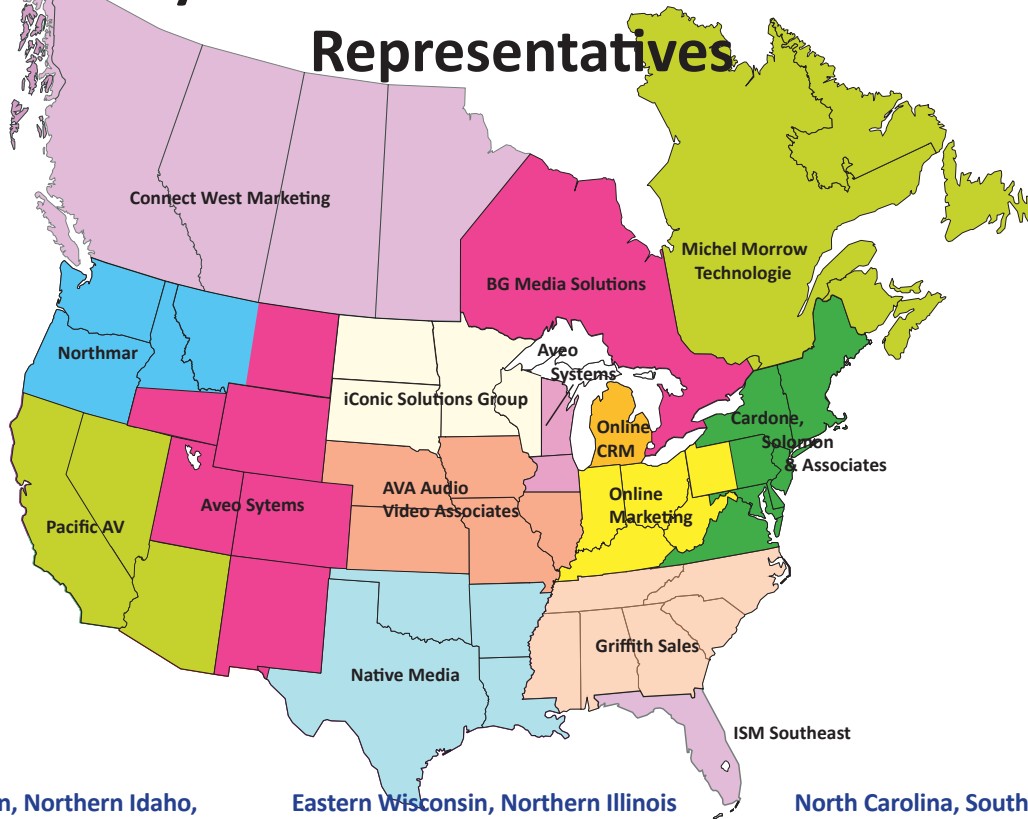 Representatives
Connect West Marketing
Michel Morrow
Technologie
BG Media Solutions
Northmar
Aveo
Systems
iConic Solutions Group
Online
CRM
Cardone,
Solomon
& Associates
AVA Audio
Video Associates
Online
Marketing
Aveo Sytems
Pacific AV
Griffith Sales
Native Media
ISM Southeast
n, Northern Idaho,
Eastern Wisconsin, Northern Illinois
North Carolina, South